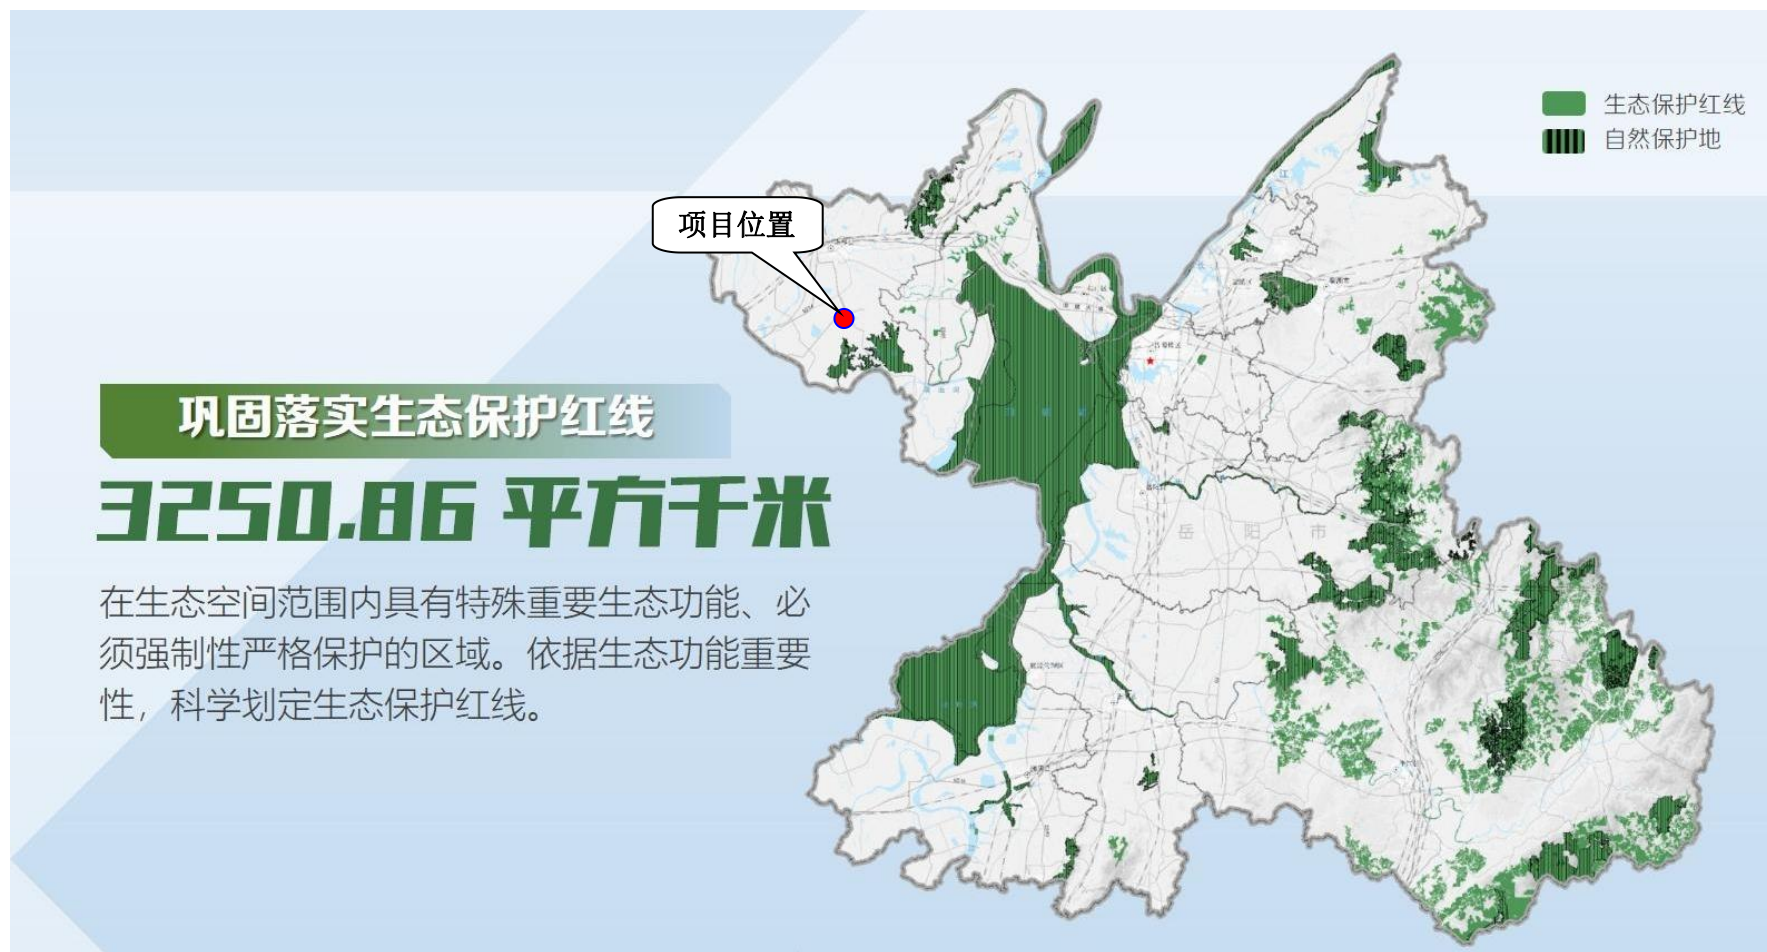 生态保护红线
自然保护地
项目位置
巩固落实生态保护红线
3250.86 平方千米
在生态空间范围内具有特殊重要生态功能、必
须强制性严格保护的区域。依据生态功能重要
性，科学划定生态保护红线。
长
江
岳 阳 市